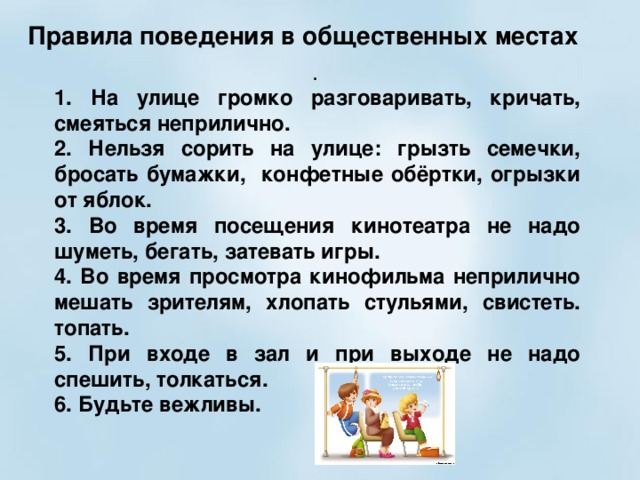 Правила поведения в общественных местах
.
1. На улице громко разговаривать, кричать,
смеяться неприлично.
2. Нельзя сорить на улице: грызть семечки,
бросать бумажки, конфетные обёртки, огрызки
от яблок.
3. Во время посещения кинотеатра не надо
шуметь, бегать, затевать игры.
4. Во время просмотра кинофильма неприлично
мешать зрителям, хлопать стульями, свистеть.
топать.
5. При входе в зал и при выходе не надо
спешить, толкаться.
6. Будьте вежливы.